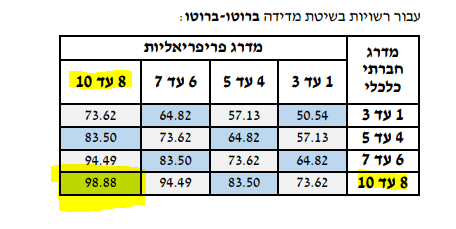 עבור רשויות בשיטת מדידה ברוטו-ברוטו:
מדרג חברתי כלכלי | מדרג פריפריאליות
1 עד 3 | 4 עד 5 | 6 עד 7 | 8 עד 10
1 עד 3 | 50.54 | 57.13 | 64.82 | 73.62
4 עד 5 | 57.13 | 64.82 | 73.62 | 83.50
6 עד 7 | 64.82 | 73.62 | 83.50 | 94.49
8 עד 10 | 73.62 | 83.50 | 94.49 | 98.88